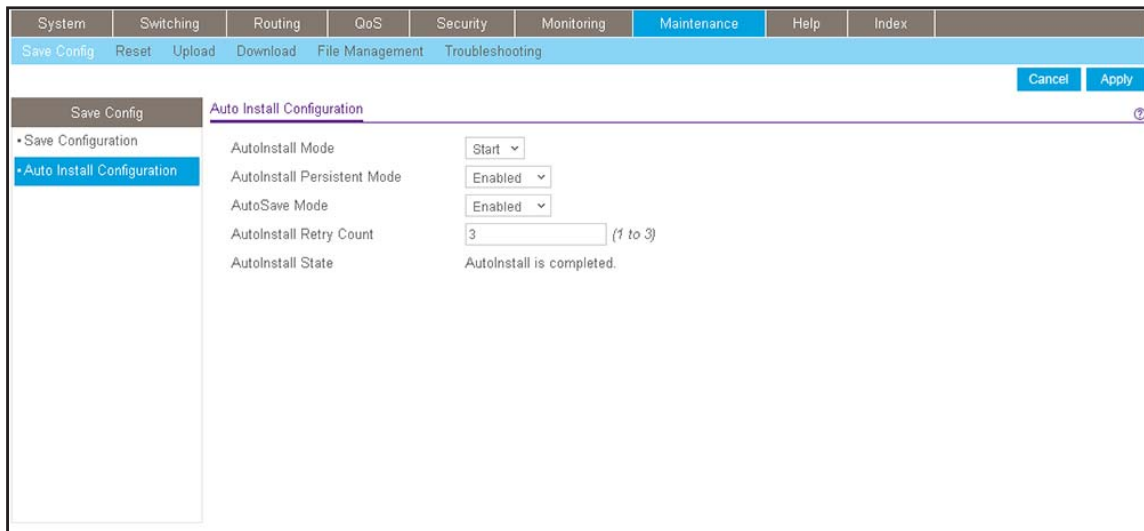 System Switching Routing QoS Security Monitoring Maintenance Help Index
Save Config Reset Upload Download File Management Troubleshooting
Cancel Apply
Save Config
• Save Configuration
• Auto Install Configuration
Auto Install Configuration
?
AutoInstall Mode Start
AutoInstall Persistent Mode Enabled
AutoSave Mode Enabled
AutoInstall Retry Count 3 (1 to 3)
AutoInstall State AutoInstall is completed.